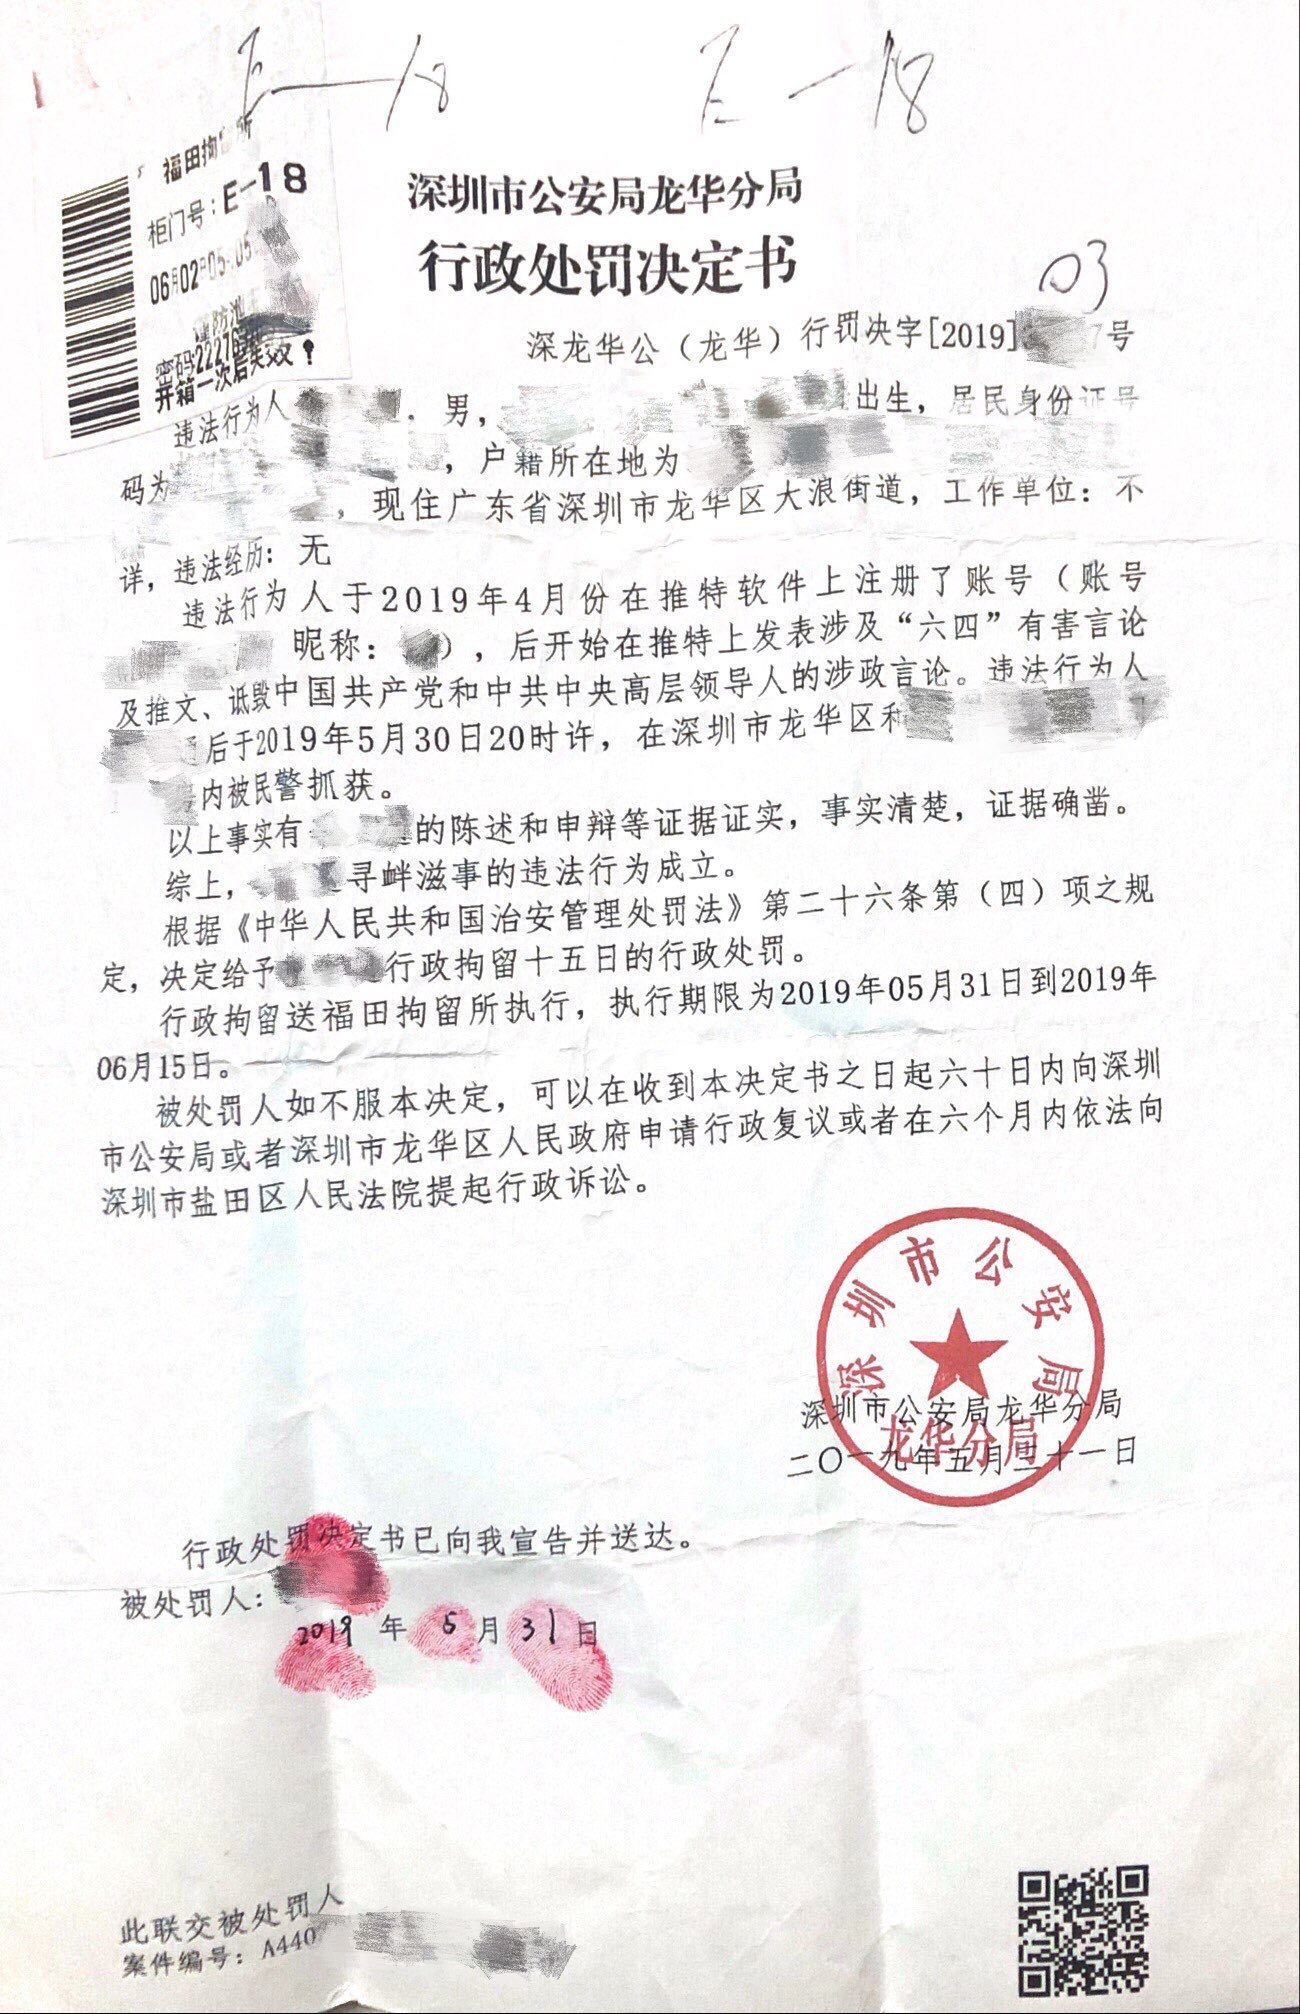 E—18
E—18
福田拘
柜门号:E-18
06月02日05:05
密码:22276
开箱一次后失效!
深圳市公安局龙华分局
行政处罚决定书
03
深龙华公（龙华）行罚决字[2019] 7号
违法行为人 男， 出生，居民身份证号
码为 ，户籍所在地为
，现住广东省深圳市龙华区大浪街道，工作单位：不
详，违法经历：无
违法行为人于2019年4月份在推特软件上注册了账号（账号
昵称： ），后开始在推特上发表涉及“六四”有害言论
及推文、诋毁中国共产党和中共中央高层领导人的涉政言论。违法行为人
后于2019年5月30日20时许，在深圳市龙华区
内被民警抓获。
以上事实有 的陈述和申辩等证据证实，事实清楚，证据确凿。
综上， 寻衅滋事的违法行为成立。
根据《中华人民共和国治安管理处罚法》第二十六条第（四）项之规
定，决定给予 行政拘留十五日的行政处罚。
行政拘留送福田拘留所执行，执行期限为2019年05月31日到2019年
06月15日。
被处罚人如不服本决定，可以在收到本决定书之日起六十日内向深圳
市公安局或者深圳市龙华区人民政府申请行政复议或者在六个月内依法向
深圳市盐田区人民法院提起行政诉讼。
深圳市公安局
龙华分局
深圳市公安局龙华分局
二〇一九年五月三十一日
行政处罚决定书已向我宣告并送达。
被处罚人：
2019 年 5 月 31 日
此联交被处罚人
案件编号：A440